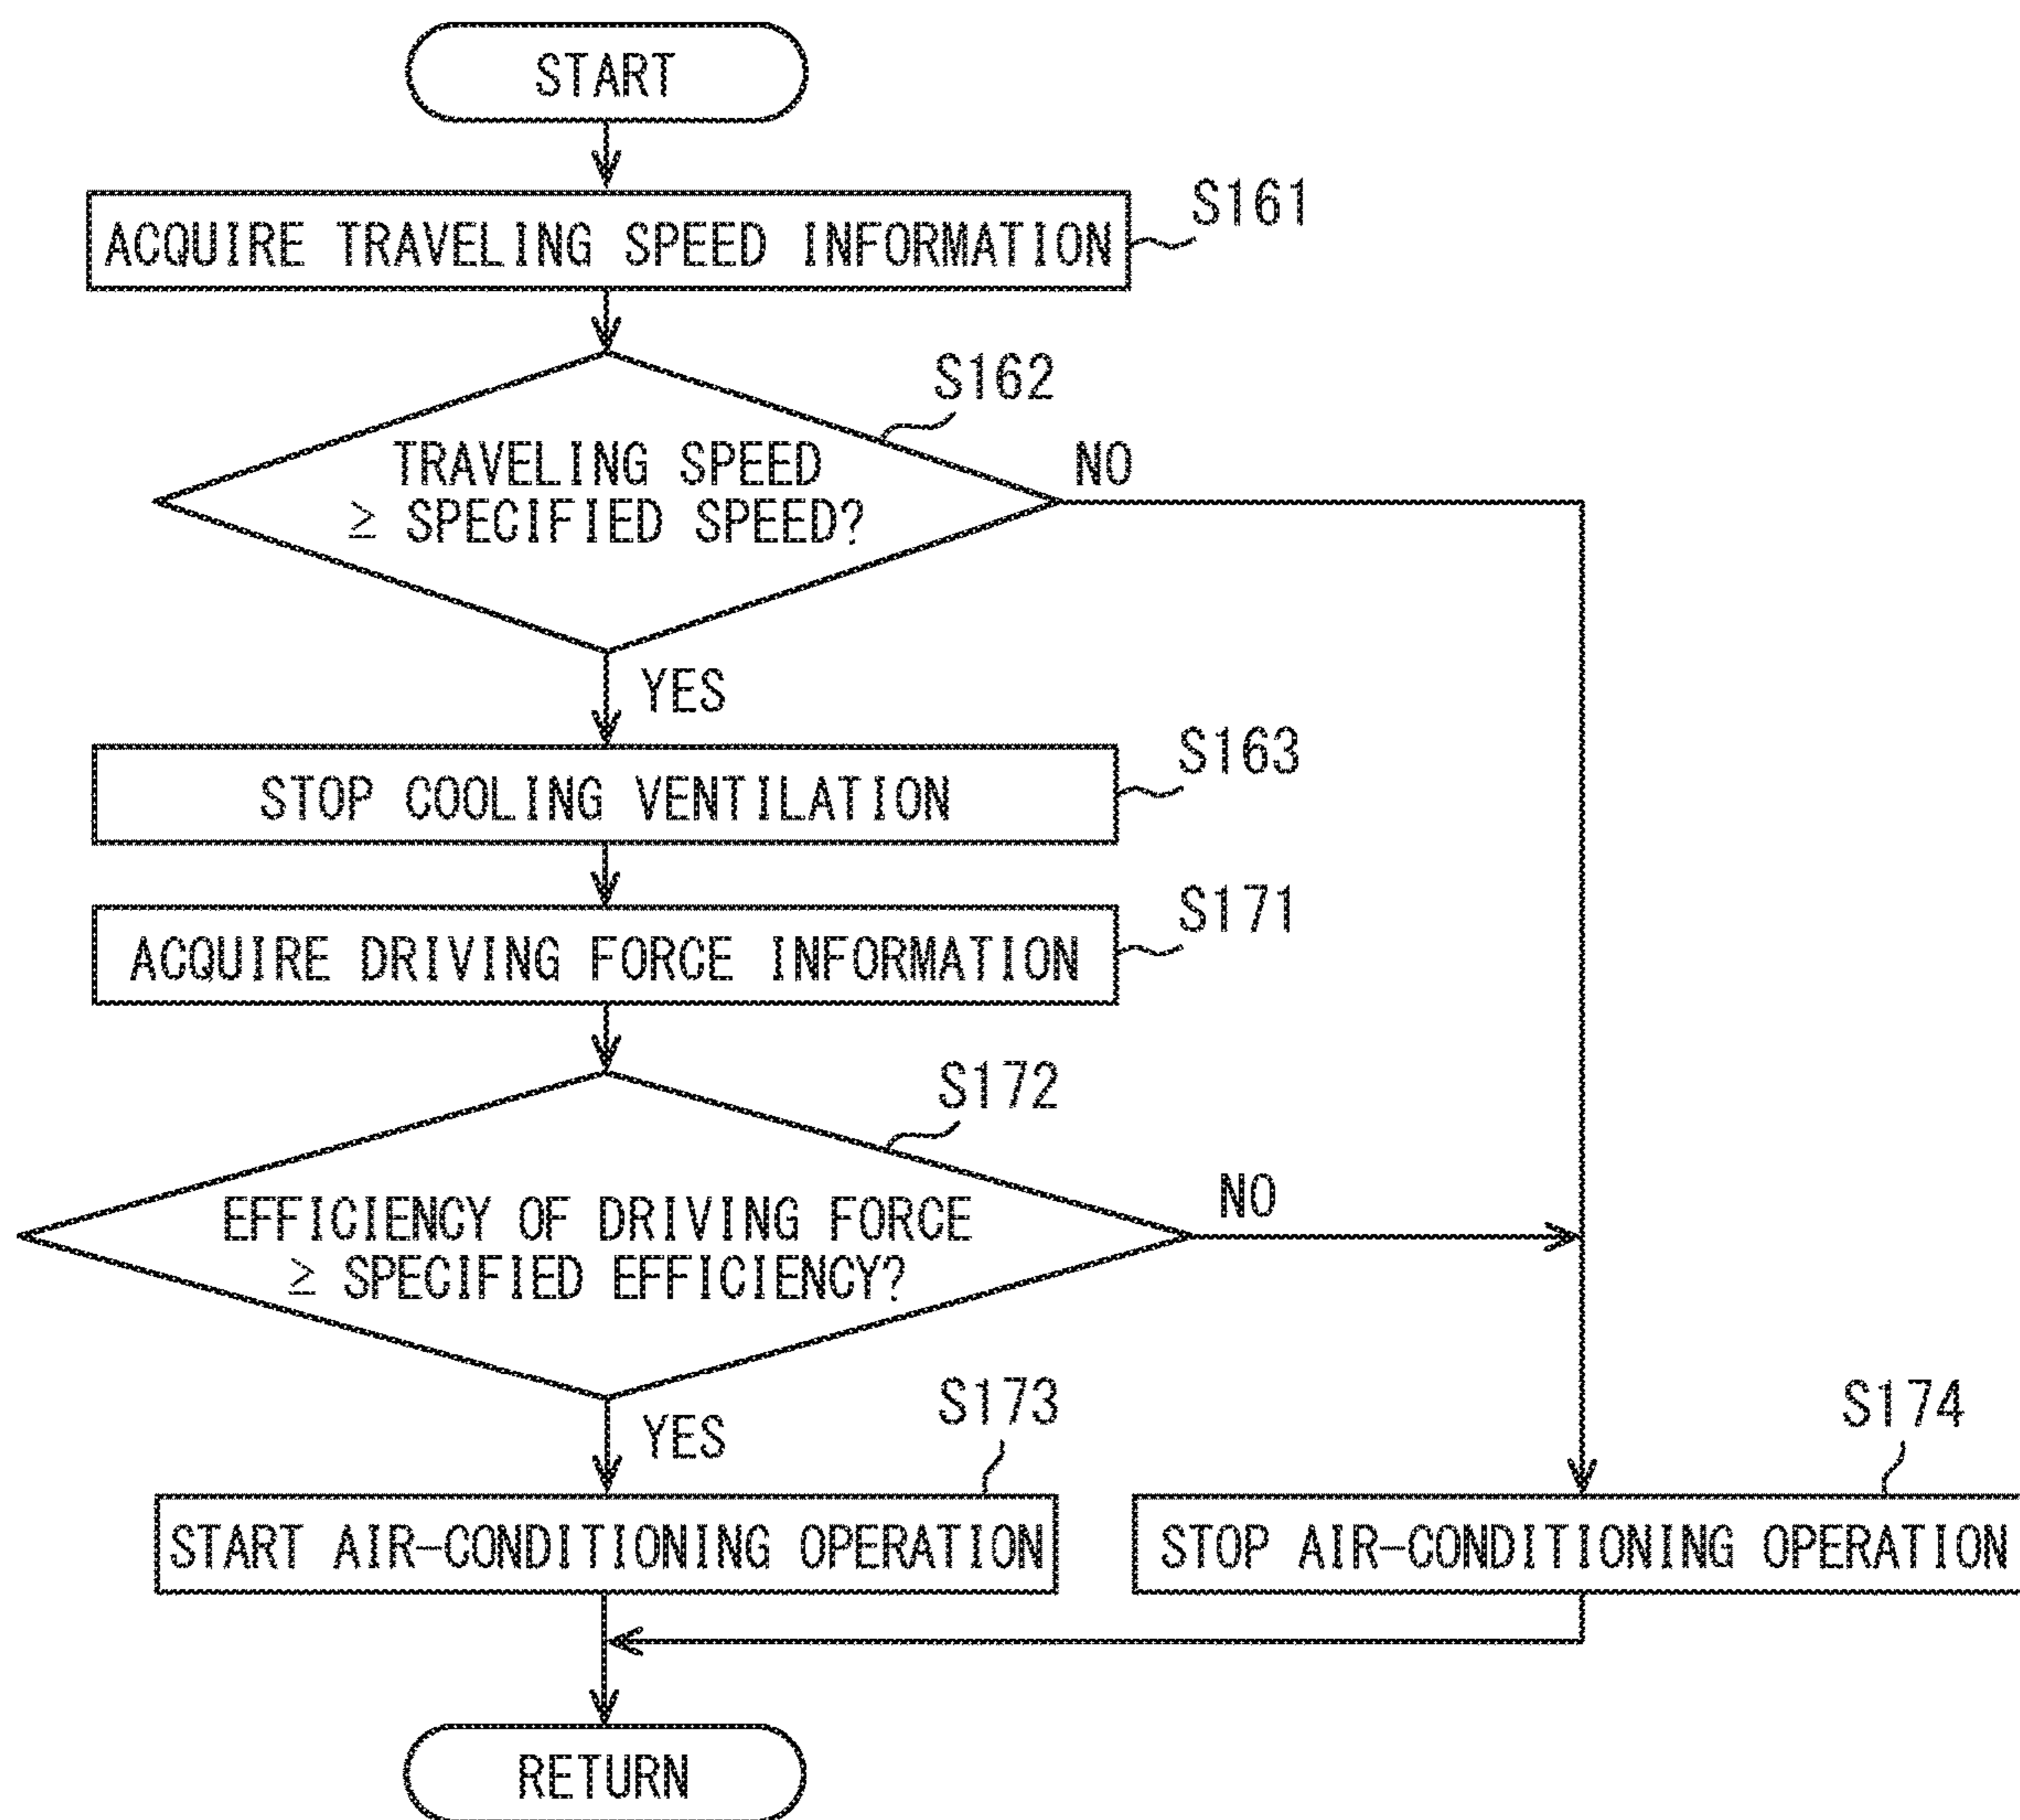 START
ACQUIRE TRAVELING SPEED INFORMATION
S161
S162
TRAVELING SPEED
≥ SPECIFIED SPEED?
NO
YES
STOP COOLING VENTILATION
S163
ACQUIRE DRIVING FORCE INFORMATION
S171
S172
EFFICIENCY OF DRIVING FORCE
≥ SPECIFIED EFFICIENCY?
NO
YES
S173
START AIR-CONDITIONING OPERATION
S174
STOP AIR-CONDITIONING OPERATION
RETURN